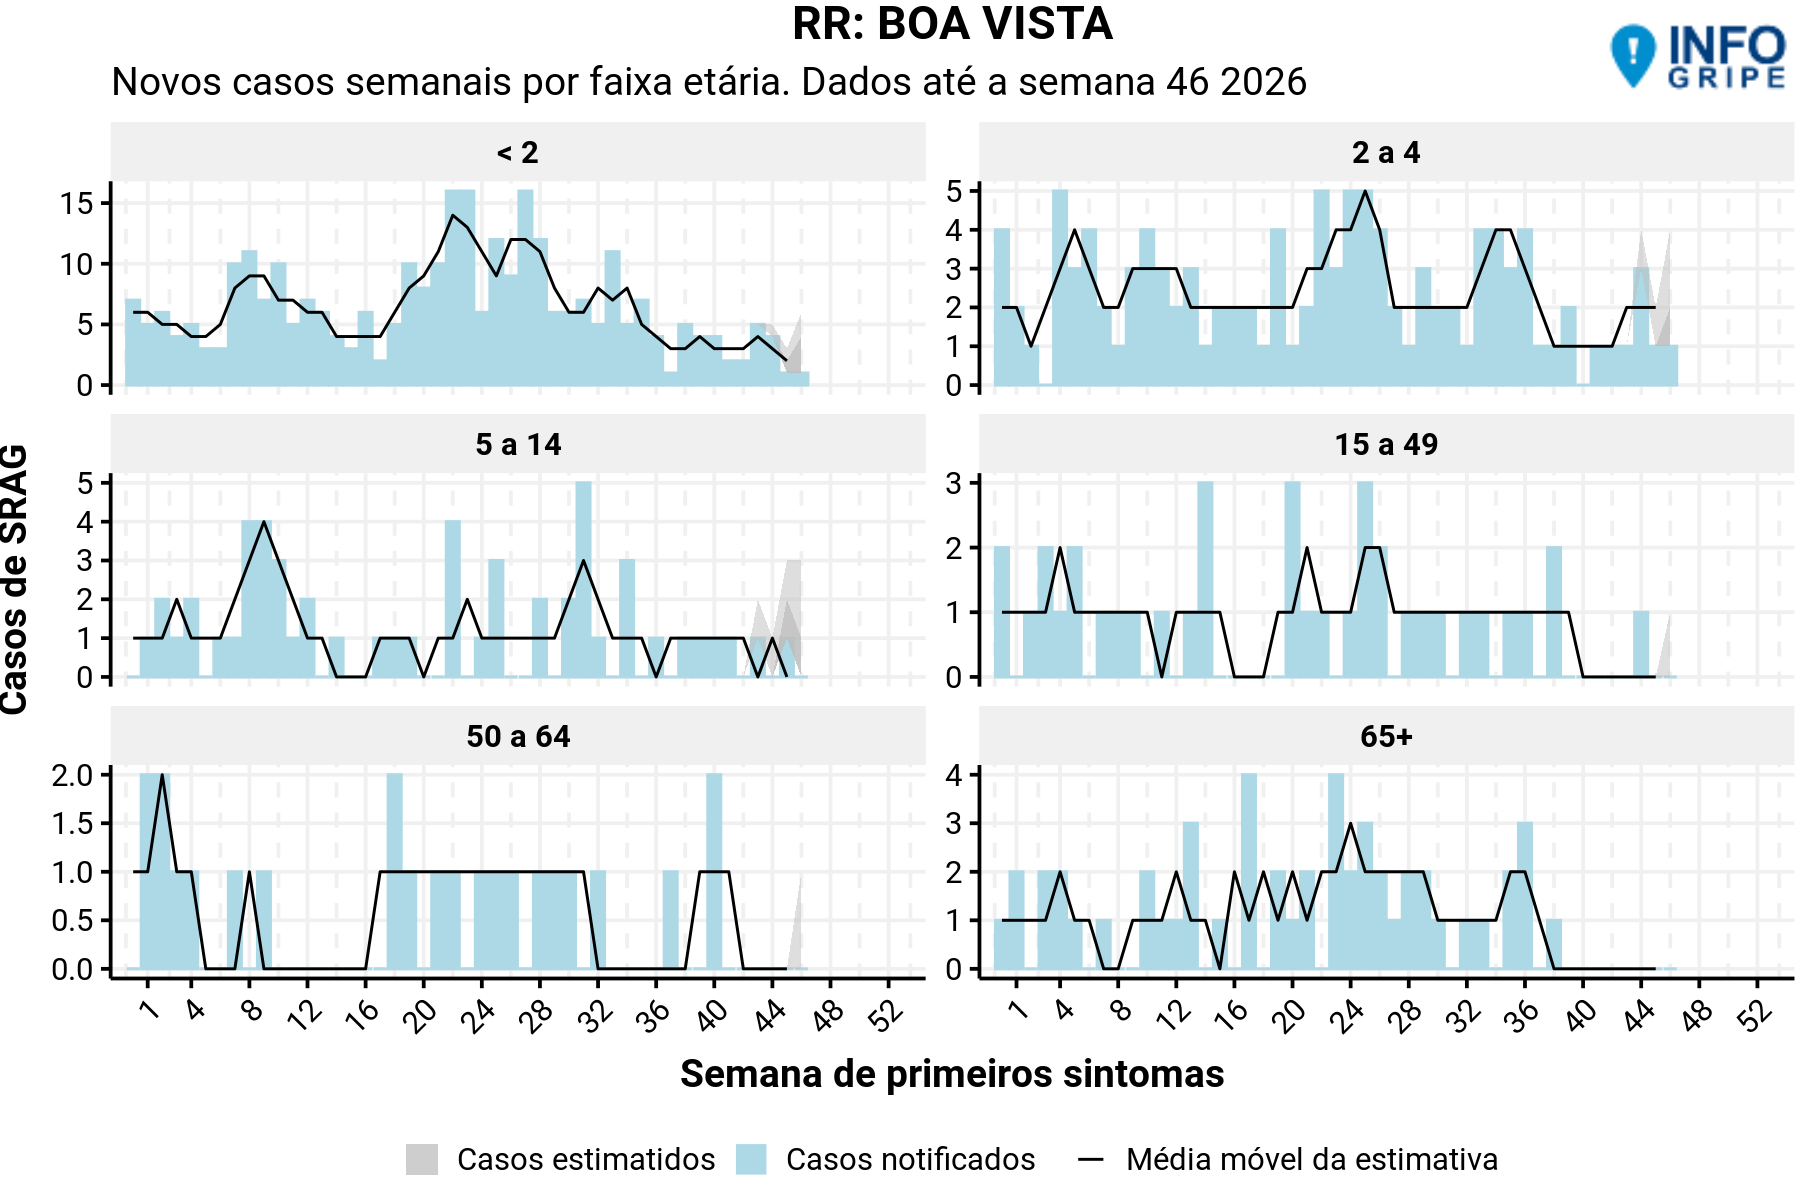 RR: BOA VISTA
INFO
GRIPE
Novos casos semanais por faixa etária. Dados até a semana 46 2026
< 2
2 a 4
15
10
5
0
5
4
3
2
1
0
5 a 14
15 a 49
5
4
3
2
1
0
3
2
1
0
Casos de SRAG
50 a 64
65+
2.0
1.5
1.0
0.5
0.0
4
3
2
1
0
1 4 8 12 16 20 24 28 32 36 40 44 48 52
1 4 8 12 16 20 24 28 32 36 40 44 48 52
Semana de primeiros sintomas
Casos estimatidos Casos notificados Média móvel da estimativa